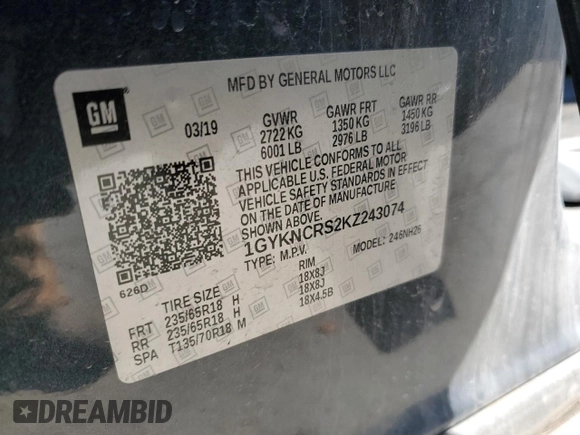 MFD BY GENERAL MOTORS LLC
GM
03/19
GVWR GAWR FRT GAWR RR
2722 KG 1350 KG 1450 KG
6001 LB 2976 LB 3196 LB
THIS VEHICLE CONFORMS TO ALL
APPLICABLE U.S. FEDERAL MOTOR
VEHICLE SAFETY STANDARDS IN EFFECT
ON THE DATE OF MANUFACTURE
SHOWN ABOVE.
1GYKNCRS2KZ243074
TYPE: M.P.V. MODEL: 246NH26
626D
TIRE SIZE RIM
FRT 235/65R18 H 18X8J
RR 235/65R18 H 18X8J
SPA T135/70R18 M 18X4.5B
DREAMBID